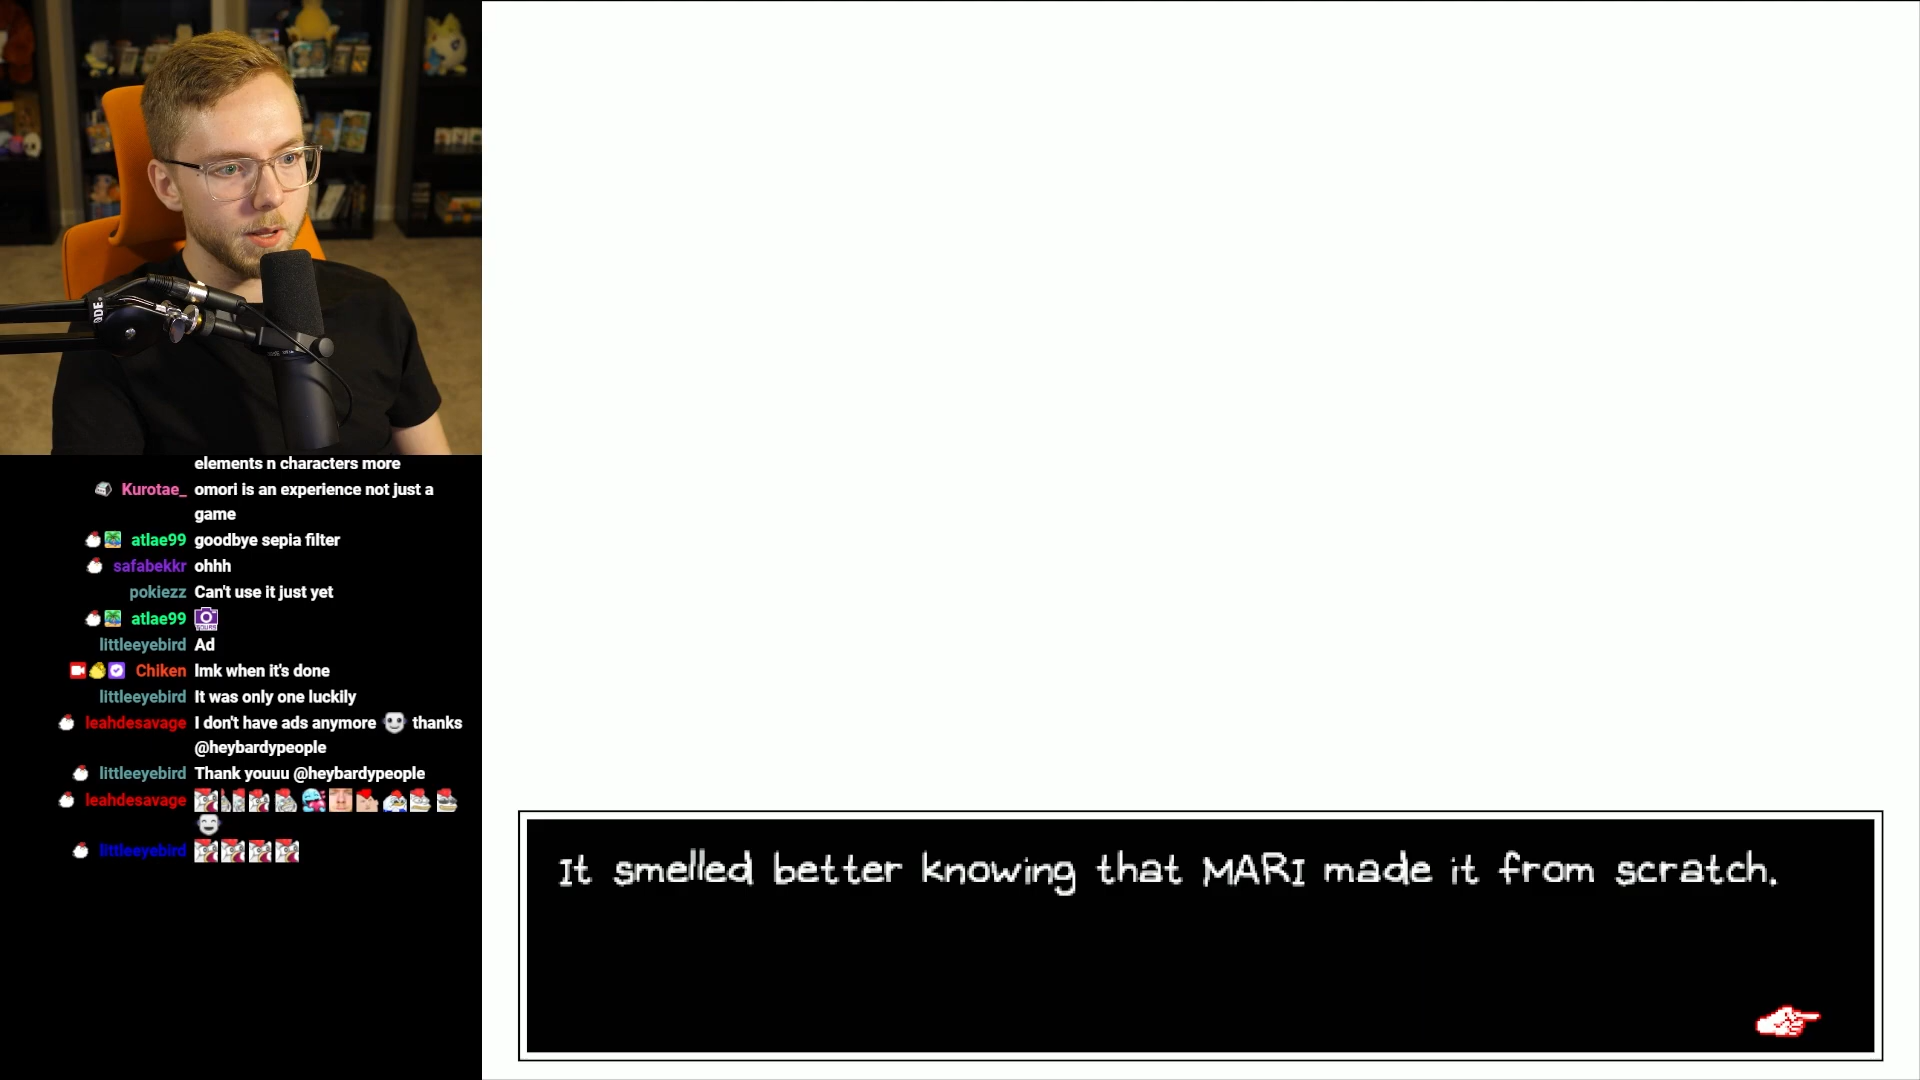 elements n characters more
Kurotae_ omori is an experience not just a
game
atlae99 goodbye sepia filter
safabekkr ohhh
pokiezz Can't use it just yet
atlae99
littleeyebird Ad
Chiken lmk when it's done
littleeyebird It was only one luckily
leahdesavage I don't have ads anymore thanks
@heybardypeople
littleeyebird Thank youuu @heybardypeople
leahdesavage
littleeyebird
It smelled better knowing that MARI made it from scratch.